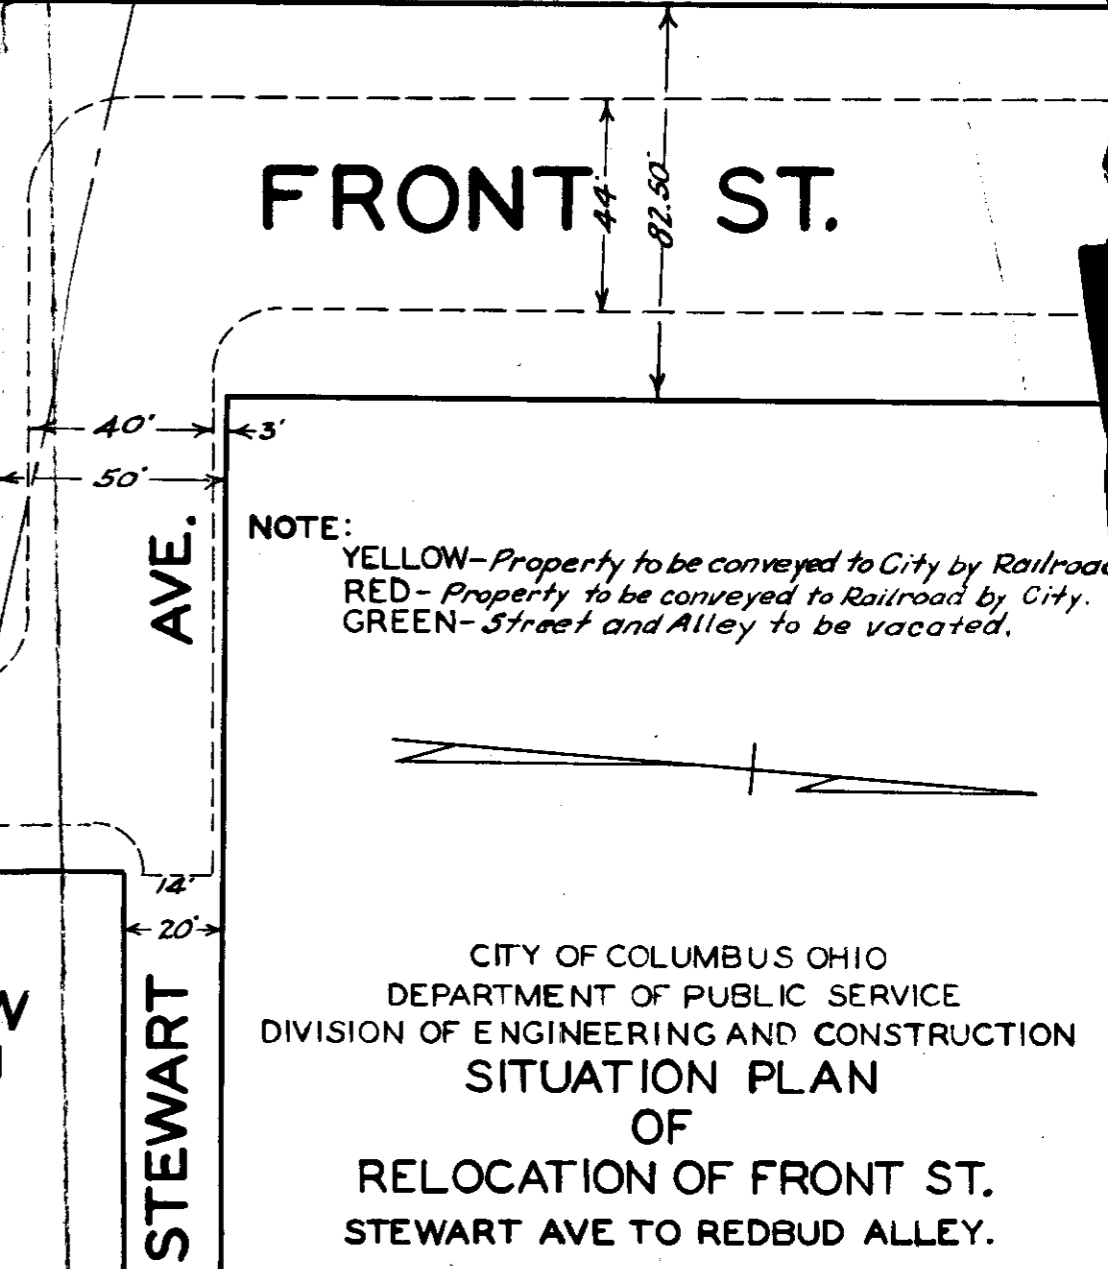 FRONT ST.
44'
82.50'
40'
3'
50'
AVE.
NOTE:
YELLOW-Property to be conveyed to City by Railroad
RED- Property to be conveyed to Railroad by City.
GREEN-Street and Alley to be vacated.
14'
20'
STEWART
CITY OF COLUMBUS OHIO
DEPARTMENT OF PUBLIC SERVICE
DIVISION OF ENGINEERING AND CONSTRUCTION
SITUATION PLAN
OF
RELOCATION OF FRONT ST.
STEWART AVE TO REDBUD ALLEY.